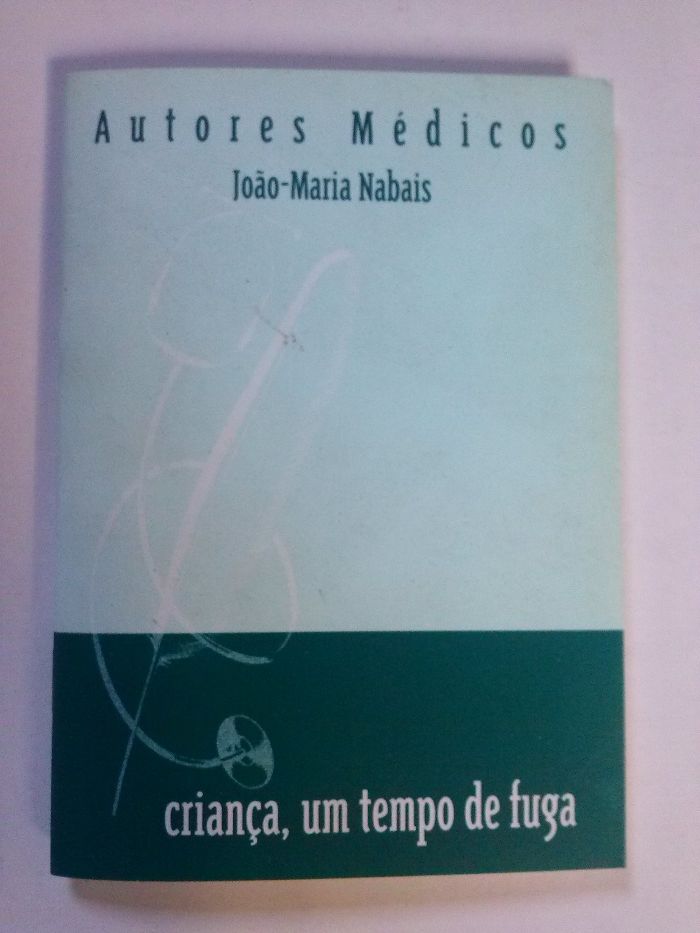 Autores Médicos
João-Maria Nabais
criança, um tempo de fuga